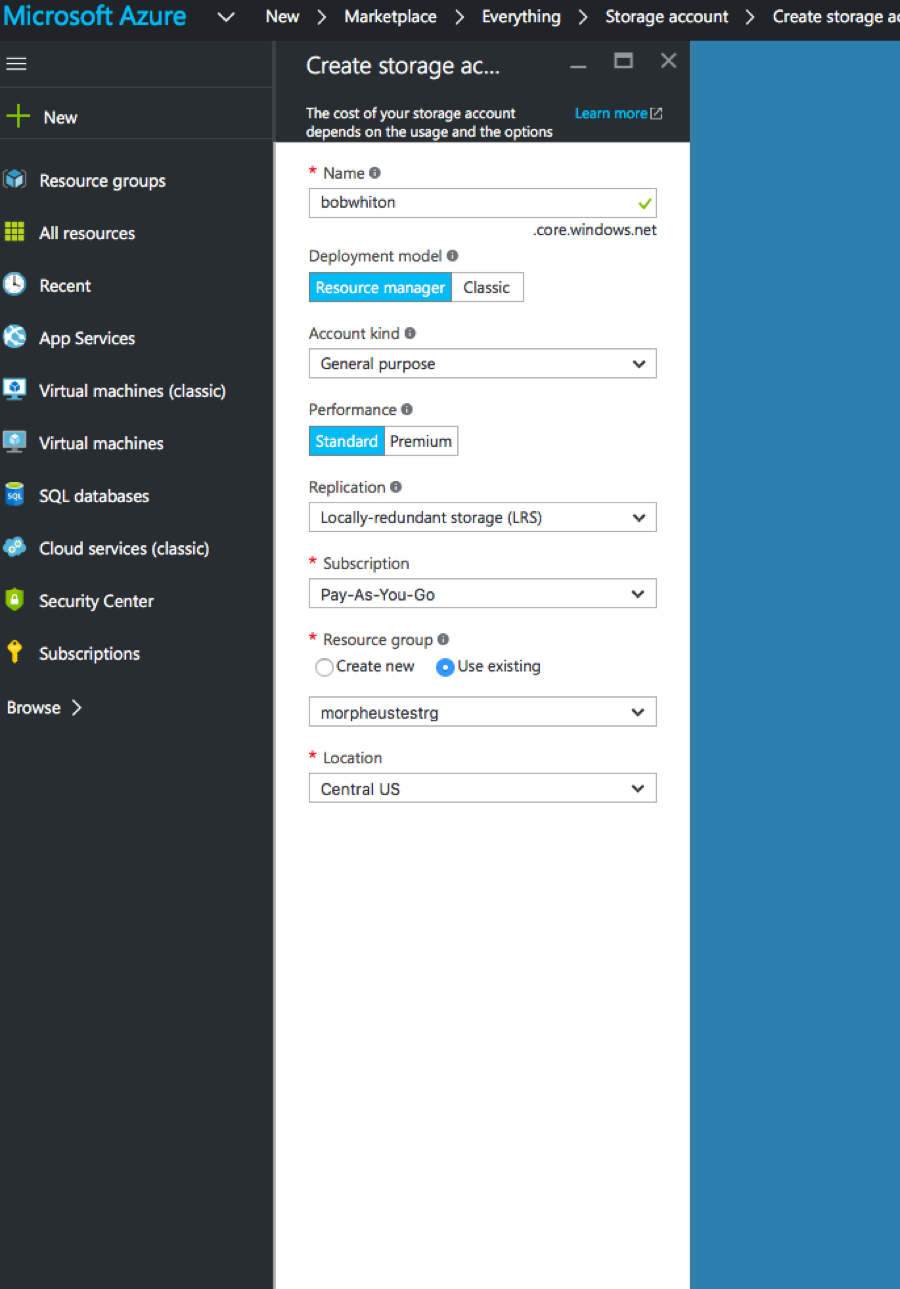 Microsoft Azure New > Marketplace > Everything > Storage account > Create storage ac
New
Resource groups
All resources
Recent
App Services
Virtual machines (classic)
Virtual machines
SQL databases
Cloud services (classic)
Security Center
Subscriptions
Browse >
Create storage ac...
The cost of your storage account
depends on the usage and the options
Learn more
* Name
bobwhiton
.core.windows.net
Deployment model
Resource manager Classic
Account kind
General purpose
Performance
Standard Premium
Replication
Locally-redundant storage (LRS)
* Subscription
Pay-As-You-Go
* Resource group
Create new Use existing
morpheustestrg
* Location
Central US